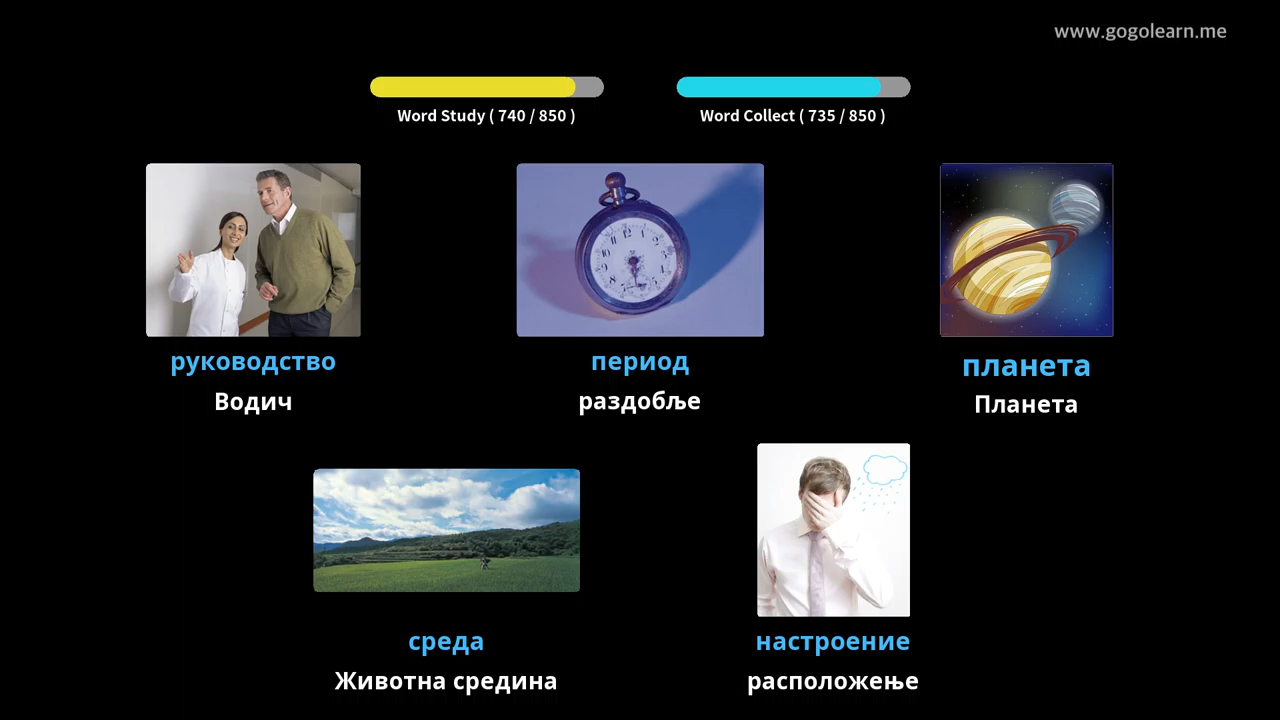 www.gogolearn.me
Word Study ( 740 / 850 )
Word Collect ( 735 / 850 )
руководство
период
планета
Водич
раздобље
Планета
среда
настроение
Животна средина
расположење